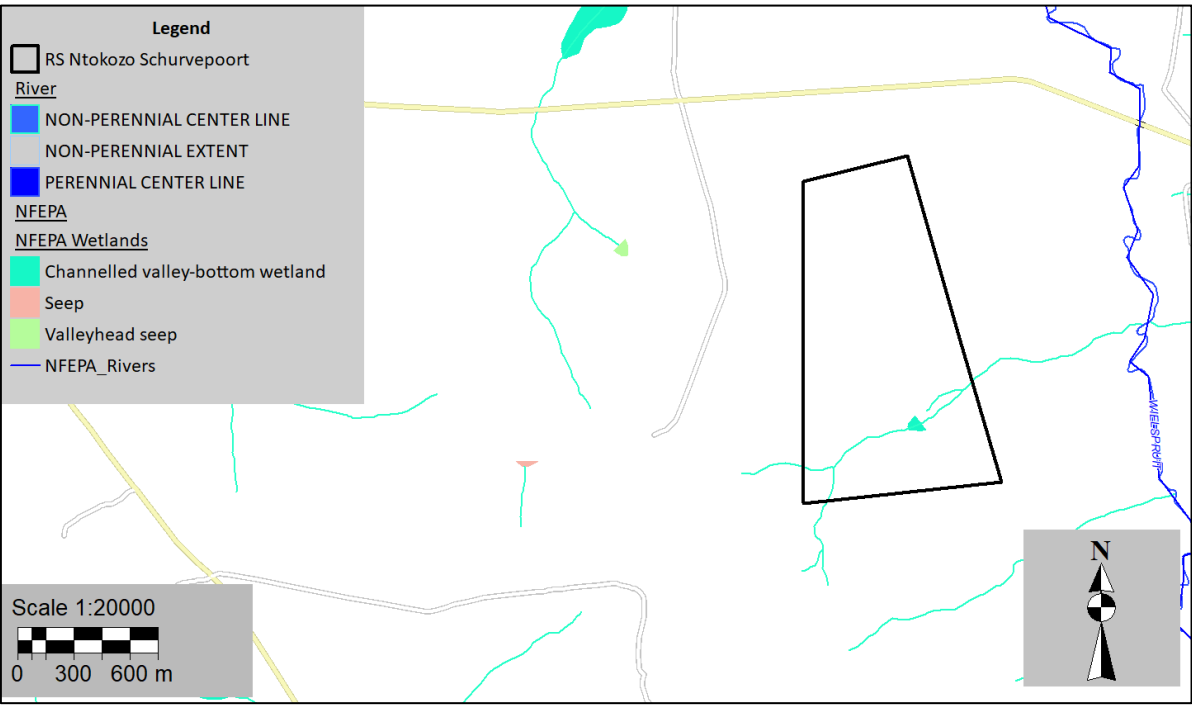 Legend
RS Ntokozo Schurvepoort
River
NON-PERENNIAL CENTER LINE
NON-PERENNIAL EXTENT
PERENNIAL CENTER LINE
NFEPA
NFEPA Wetlands
Channelled valley-bottom wetland
Seep
Valleyhead seep
NFEPA_Rivers
WIELSPRUIT
N
Scale 1:20000
0 300 600 m